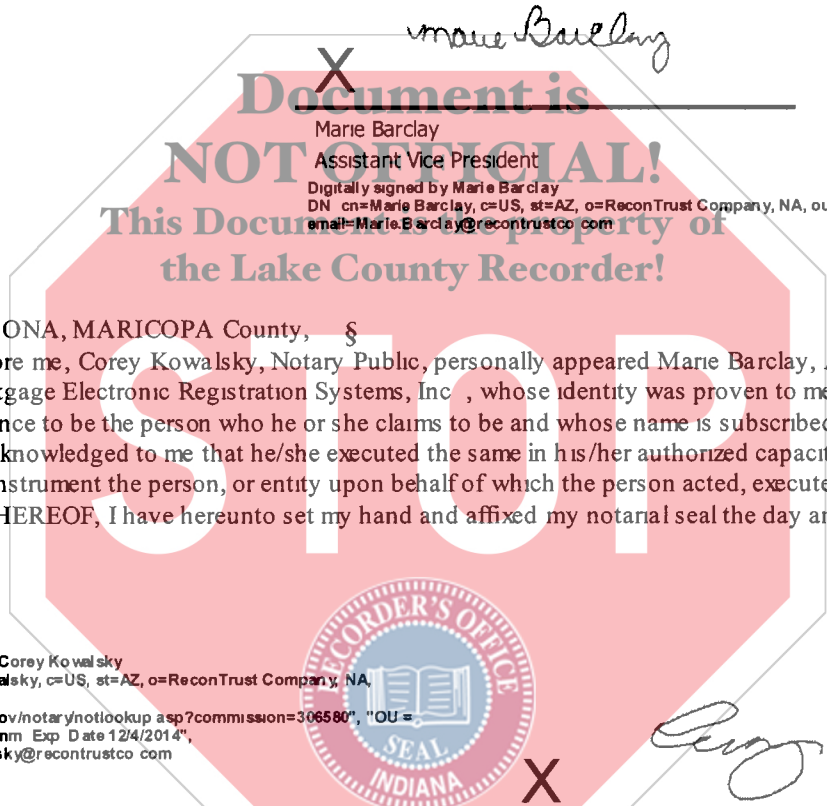 Marie Barclay
X
Document is
Marie Barclay
NOT OFFICIAL!
Assistant Vice President
Digitally signed by Marie Barclay
DN cn=Marie Barclay, c=US, st=AZ, o=ReconTrust Company, NA, ou
This Document is the property of
email=Marie.Barclay@recontrustco com
the Lake County Recorder!
ONA, MARICOPA County, §
ore me, Corey Kowalsky, Notary Public, personally appeared Marie Barclay, A
tgage Electronic Registration Systems, Inc , whose identity was proven to me
nce to be the person who he or she claims to be and whose name is subscribed
knowledged to me that he/she executed the same in his/her authorized capacit
nstrument the person, or entity upon behalf of which the person acted, execute
HEREOF, I have hereunto set my hand and affixed my notarial seal the day an
STOP
Corey Kowalsky
alsky, c=US, st=AZ, o=ReconTrust Company, NA,
ov/notary/notlookup asp?commission=306580", "OU =
nm Exp Date 12/4/2014",
sky@recontrustco com
RECORDER'S OFFICE
SEAL
INDIANA
X